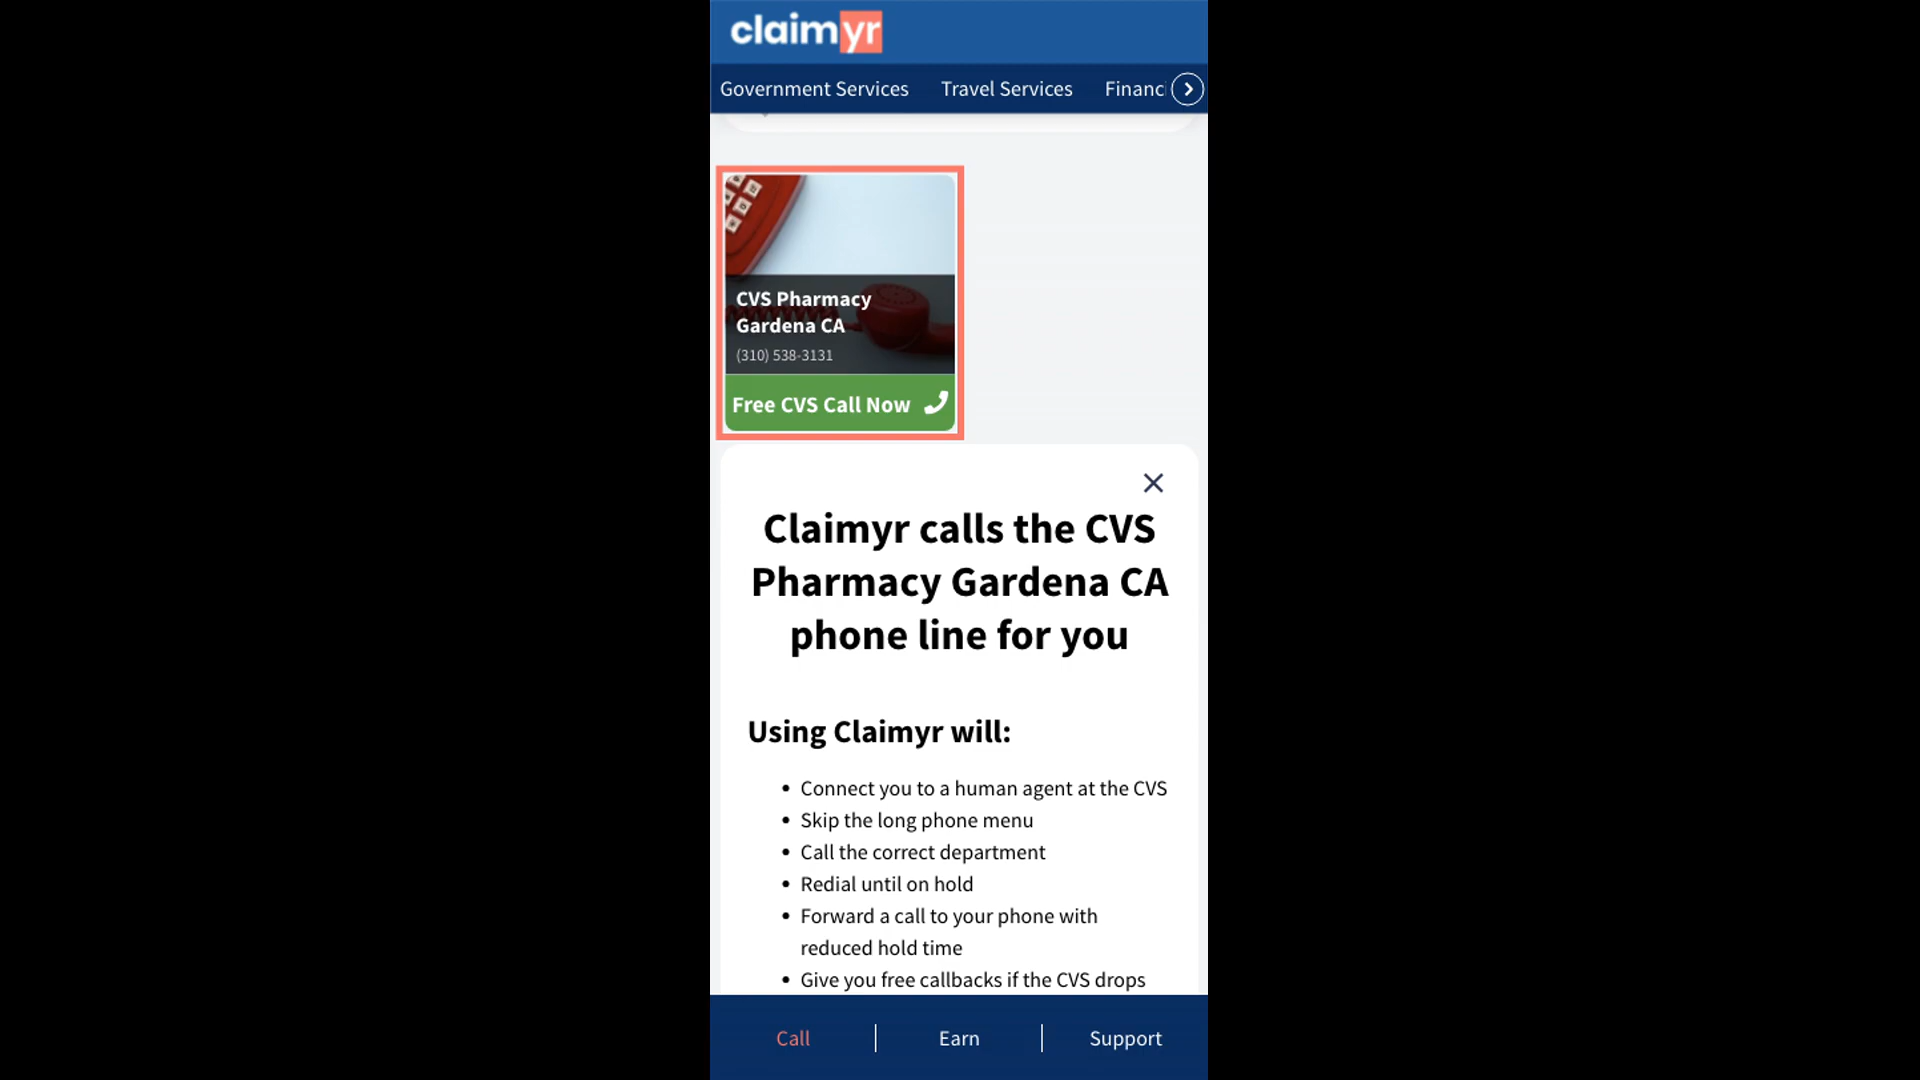 claimyr
Government Services Travel Services Financ
CVS Pharmacy
Gardena CA
(310) 538-3131
Free CVS Call Now
Claimyr calls the CVS
Pharmacy Gardena CA
phone line for you
Using Claimyr will:
• Connect you to a human agent at the CVS
• Skip the long phone menu
• Call the correct department
• Redial until on hold
• Forward a call to your phone with
reduced hold time
• Give you free callbacks if the CVS drops
Call | Earn | Support